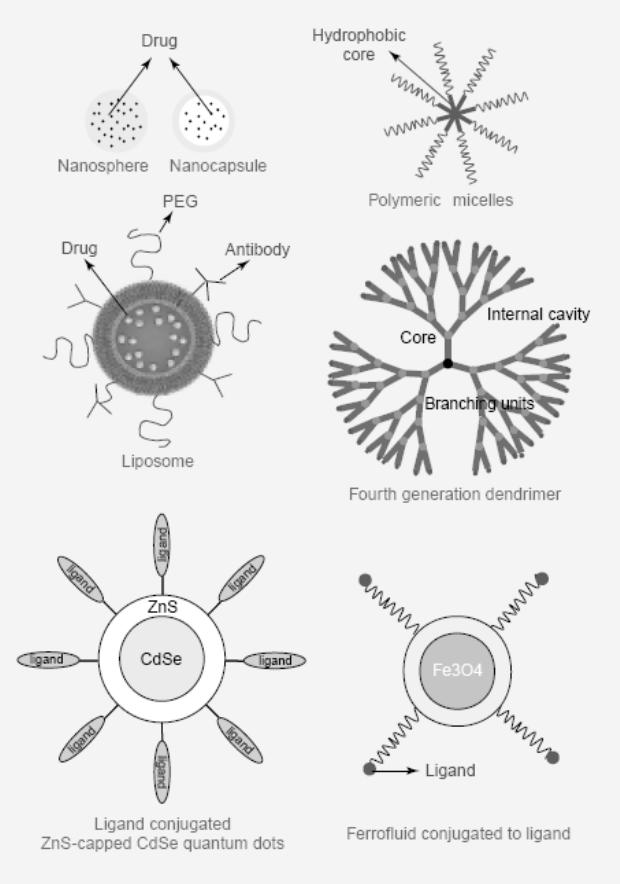 Drug
Nanosphere
Nanocapsule
Hydrophobic
core
Polymeric micelles
PEG
Drug
Antibody
Liposome
Internal cavity
Core
Branching units
Fourth generation dendrimer
ligand
ligand
ligand
ZnS
CdSe
ligand
ligand
ligand
ligand
ligand
Ligand conjugated
ZnS-capped CdSe quantum dots
Fe3O4
Ligand
Ferrofluid conjugated to ligand